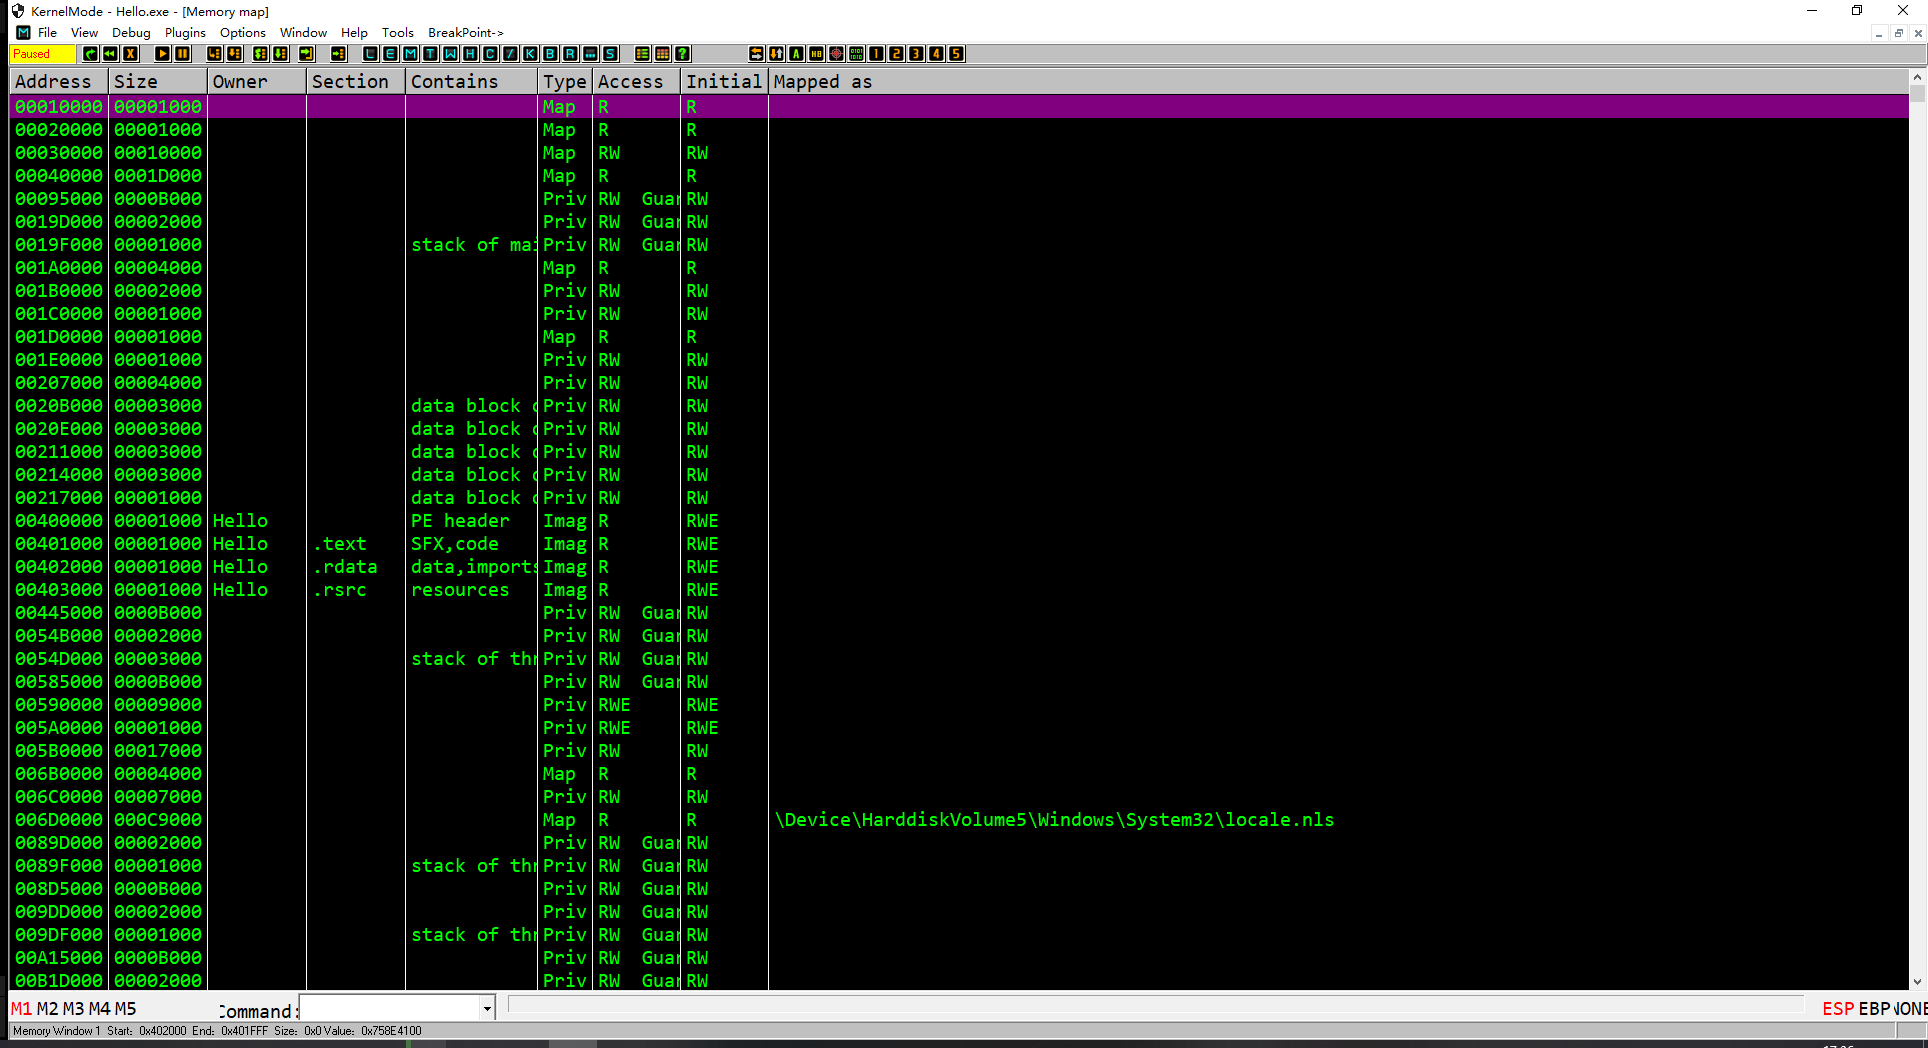 KernelMode - Hello.exe - [Memory map]
File View Debug Plugins Options Window Help Tools BreakPoint->
Paused L E M T W H C / K B R ... S ? A 1 2 3 4 5
Address Size Owner Section Contains Type Access Initial Mapped as
00010000 00001000 Map R R
00020000 00001000 Map R R
00030000 00010000 Map RW RW
00040000 0001D000 Map R R
00095000 0000B000 Priv RW Guar RW
0019D000 00002000 Priv RW Guar RW
0019F000 00001000 stack of mai Priv RW Guar RW
001A0000 00004000 Map R R
001B0000 00002000 Priv RW RW
001C0000 00001000 Priv RW RW
001D0000 00001000 Map R R
001E0000 00001000 Priv RW RW
00207000 00004000 Priv RW RW
0020B000 00003000 data block Priv RW RW
0020E000 00003000 data block Priv RW RW
00211000 00003000 data block Priv RW RW
00214000 00003000 data block Priv RW RW
00217000 00001000 data block Priv RW RW
00400000 00001000 Hello PE header Imag R RWE
00401000 00001000 Hello .text SFX,code Imag R RWE
00402000 00001000 Hello .rdata data,imports Imag R RWE
00403000 00001000 Hello .rsrc resources Imag R RWE
00445000 0000B000 Priv RW Guar RW
0054B000 00002000 Priv RW Guar RW
0054D000 00003000 stack of thr Priv RW Guar RW
00585000 0000B000 Priv RW Guar RW
00590000 00009000 Priv RWE RWE
005A0000 00001000 Priv RWE RWE
005B0000 00017000 Priv RW RW
006B0000 00004000 Map R R
006C0000 00007000 Priv RW RW
006D0000 000C9000 Map R R \Device\HarddiskVolume5\Windows\System32\locale.nls
0089D000 00002000 Priv RW Guar RW
0089F000 00001000 stack of thr Priv RW Guar RW
008D5000 0000B000 Priv RW Guar RW
009DD000 00002000 Priv RW Guar RW
009DF000 00001000 stack of thr Priv RW Guar RW
00A15000 0000B000 Priv RW Guar RW
00B1D000 00002000 Priv RW Guar RW
M1 M2 M3 M4 M5 Command: ESP EBP NONE
Memory Window 1 Start: 0x402000 End: 0x401FFF Size: 0x0 Value: 0x758E4100